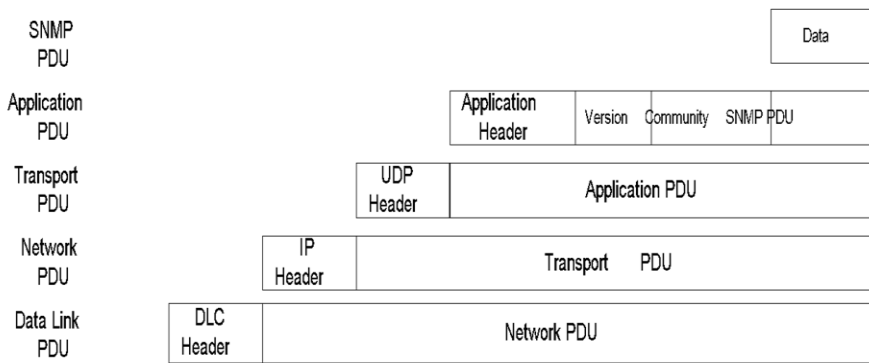 SNMP
PDU
Data
Application
PDU
Application
Header
Version
Community
SNMP PDU
Transport
PDU
UDP
Header
Application PDU
Network
PDU
IP
Header
Transport PDU
Data Link
PDU
DLC
Header
Network PDU